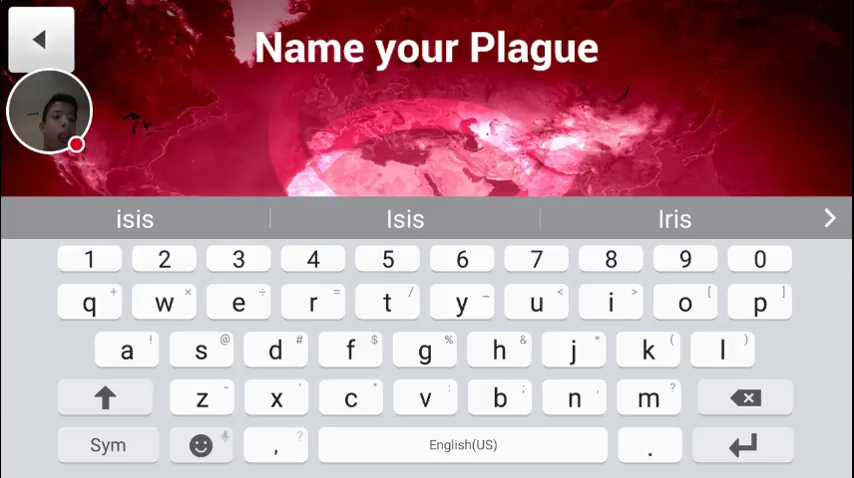 Name your Plague
isis Isis Iris
1 2 3 4 5 6 7 8 9 0
q + w × e ÷ r = t / y _ u < i > o [ p ]
a ! s @ d # f $ g % h & j * k ( l )
z - x ' c " v : b ; n , m ?
Sym , ? English(US) .